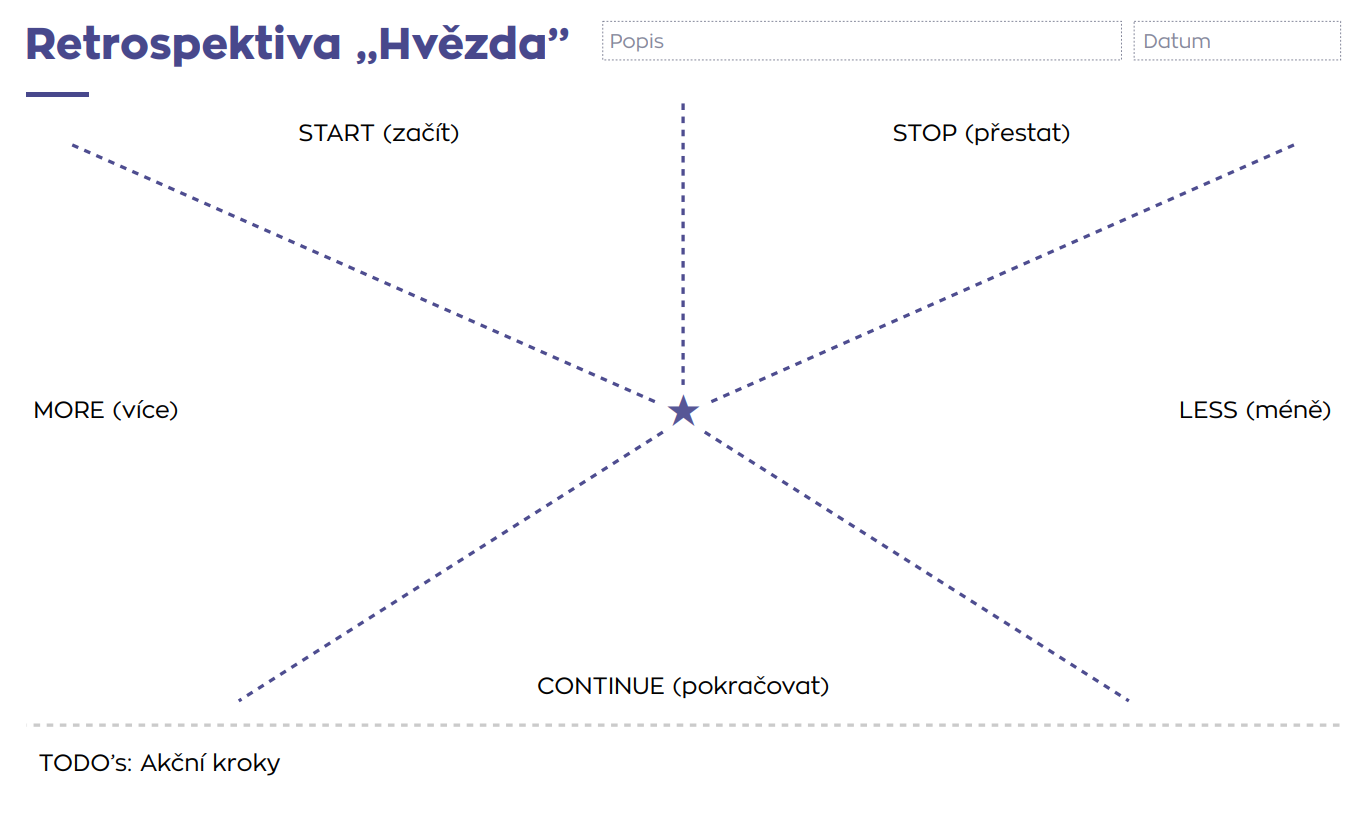 Retrospektiva „Hvězda”
Popis
Datum
START (začít)
STOP (přestat)
MORE (více)
LESS (méně)
CONTINUE (pokračovat)
TODO’s: Akční kroky